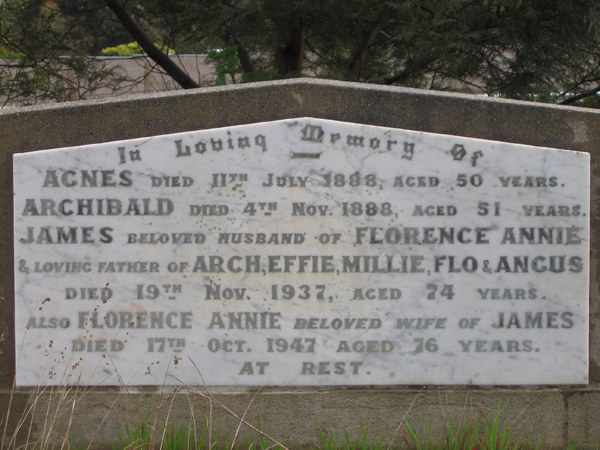 In Loving Memory Of
AGNES DIED 11TH JULY 1888, AGED 50 YEARS.
ARCHIBALD DIED 4TH NOV. 1888, AGED 51 YEARS.
JAMES BELOVED HUSBAND OF FLORENCE ANNIE
& LOVING FATHER OF ARCH, EFFIE, MILLIE, FLO & ANGUS
DIED 19TH NOV. 1937, AGED 74 YEARS.
ALSO FLORENCE ANNIE BELOVED WIFE OF JAMES
DIED 17TH OCT. 1947 AGED 76 YEARS.
AT REST.